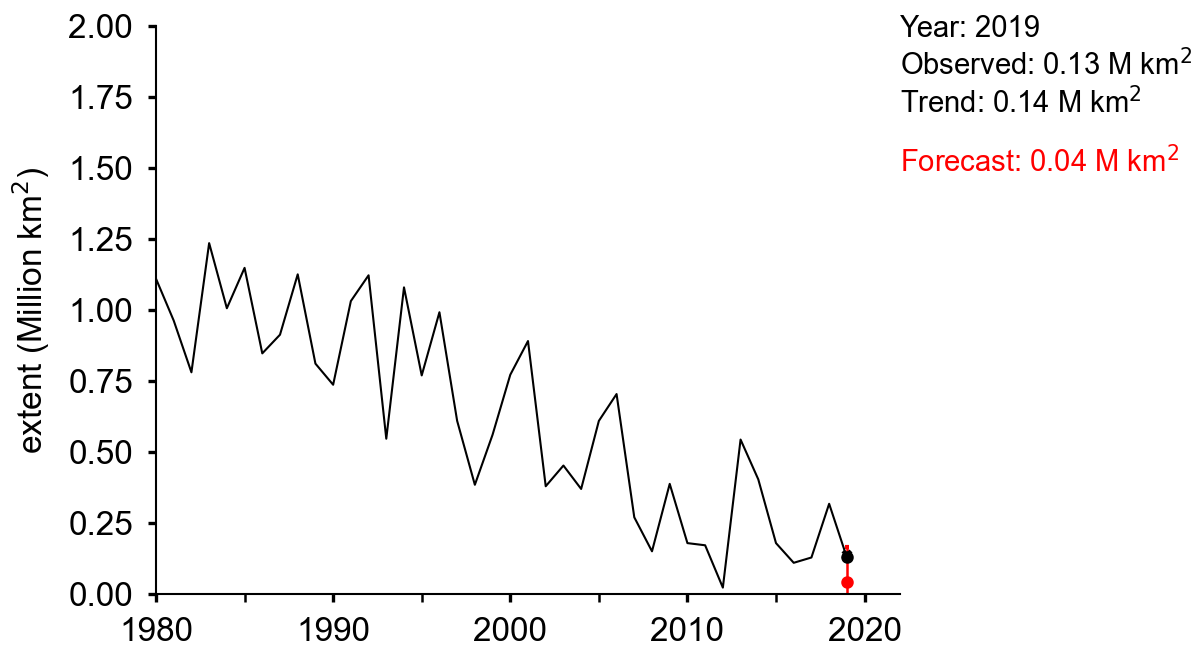 2.00
1.75
1.50
1.25
1.00
0.75
0.50
0.25
0.00
extent (Million km²)
1980 1990 2000 2010 2020
Year: 2019
Observed: 0.13 M km²
Trend: 0.14 M km²
Forecast: 0.04 M km²